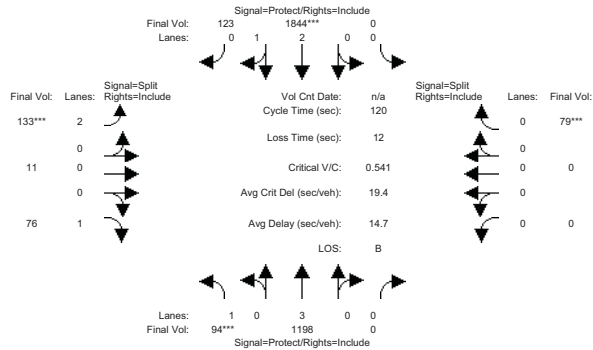 Signal=Protect/Rights=Include
Final Vol: 123 1844*** 0
Lanes: 0 1 2 0 0
Signal=Split Signal=Split
Final Vol: Lanes: Rights=Include Vol Cnt Date: n/a Rights=Include Lanes: Final Vol:
Cycle Time (sec): 120
133*** 2 0 79***
Loss Time (sec): 12
0 0
11 0 Critical V/C: 0.541 0 0
0 Avg Crit Del (sec/veh): 19.4 0
76 1 Avg Delay (sec/veh): 14.7 0 0
LOS: B
Lanes: 1 0 3 0 0
Final Vol: 94*** 1198 0
Signal=Protect/Rights=Include